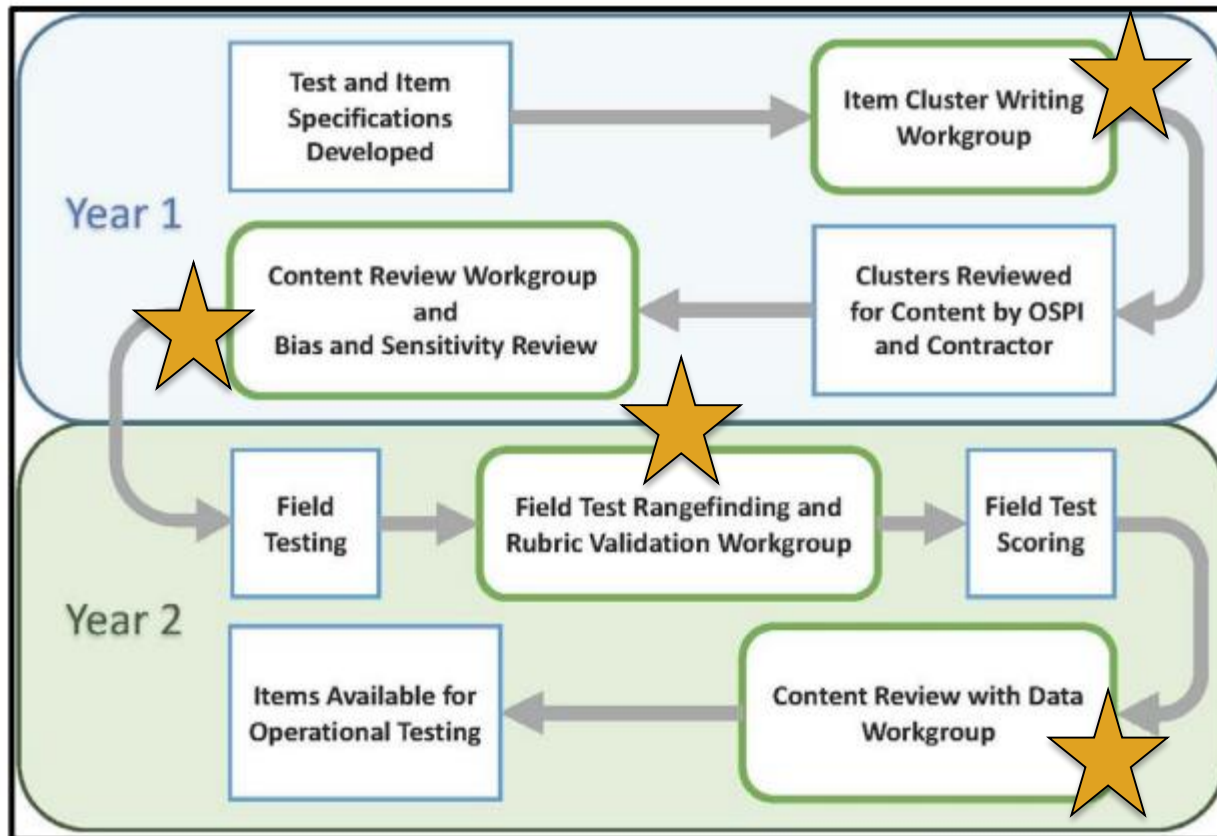 Year 1
Test and Item
Specifications
Developed
Item Cluster Writing
Workgroup
Clusters Reviewed
for Content by OSPI
and Contractor
Content Review Workgroup
and
Bias and Sensitivity Review
Year 2
Field
Testing
Field Test Rangefinding and
Rubric Validation Workgroup
Field Test
Scoring
Content Review with Data
Workgroup
Items Available for
Operational Testing